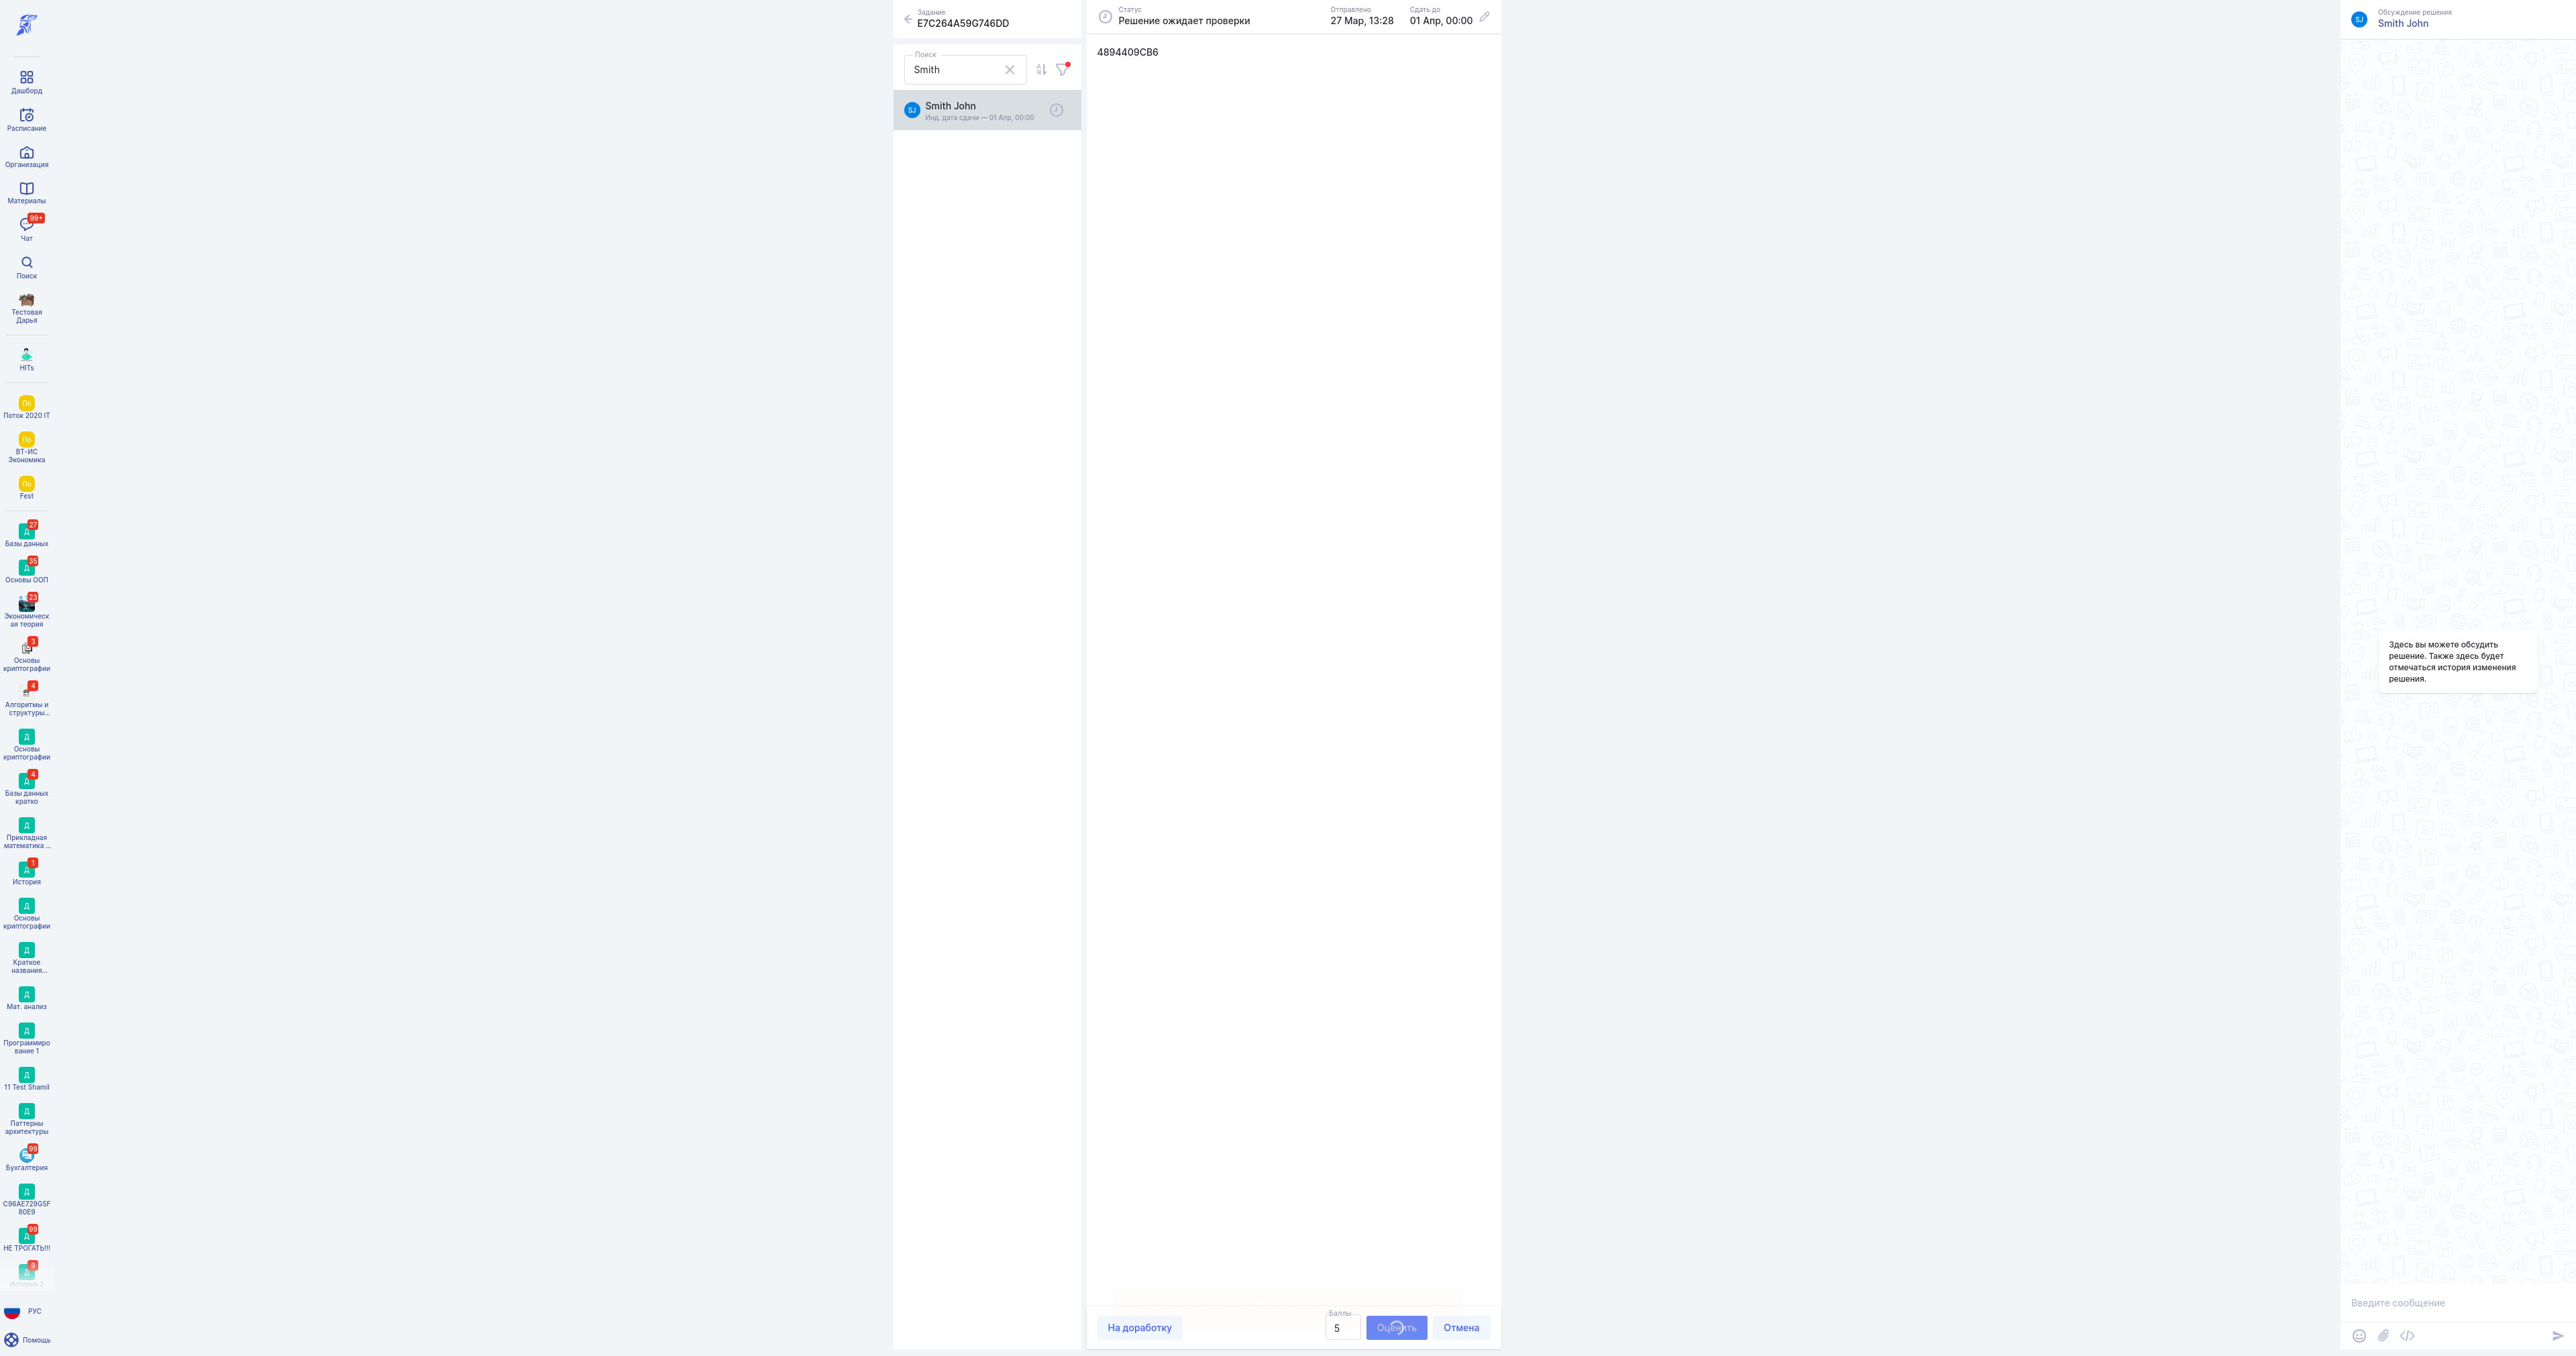 Дашборд
Расписание
Организация
Материалы
99+
Чат
Поиск
Тестовая
Дарья
HITs
По
Поток 2020 IT
По
ВТ-ИС
Экономика
По
Fest
27
Д
Базы данных
35
Д
Основы ООП
23
Экономическ
ая теория
3
Основы
криптографии
4
Алгоритмы и
структуры...
Д
Основы
криптографии
4
Д
Базы данных
кратко
Д
Прикладная
математика ...
1
Д
История
Д
Основы
криптографии
Д
Краткое
названия...
Д
Мат. анализ
Д
Программиро
вание 1
Д
11 Test Shamil
Д
Паттерны
архитектуры
99
Бухгалтерия
Д
C96AE729G5F
80E9
99
Д
НЕ ТРОГАТЬ!!!
9
Д
История 2
РУС
Помощь
Задание
E7C264A59G746DD
Поиск
Smith
SJ
Smith John
Инд. дата сдачи — 01 Апр, 00:00
Статус
Решение ожидает проверки
Отправлено
27 Мар, 13:28
Сдать до
01 Апр, 00:00
4894409CB6
На доработку
Баллы
5
Оценить
Отмена
SJ
Обсуждение решения
Smith John
Здесь вы можете обсудить
решение. Также здесь будет
отмечаться история изменения
решения.
Введите сообщение